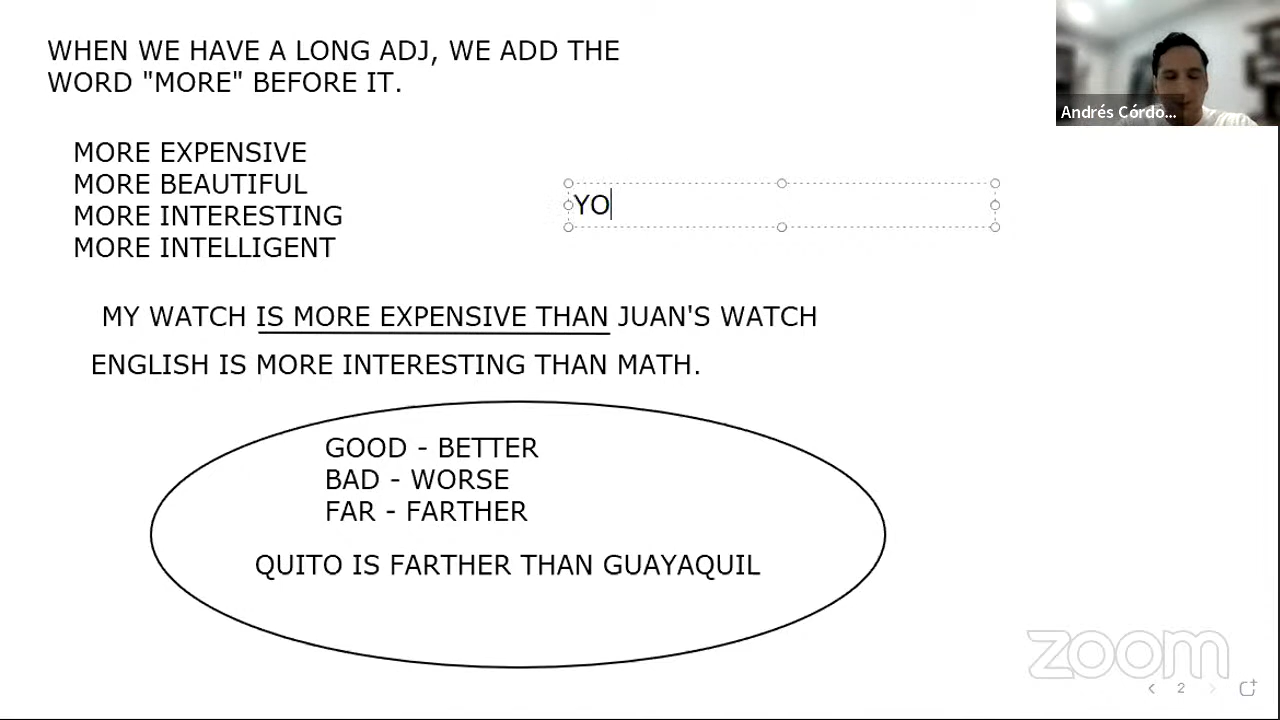 WHEN WE HAVE A LONG ADJ, WE ADD THE
WORD "MORE" BEFORE IT.
Andrés Córdo...
MORE EXPENSIVE
MORE BEAUTIFUL
MORE INTERESTING
MORE INTELLIGENT
YO
MY WATCH IS MORE EXPENSIVE THAN JUAN'S WATCH
ENGLISH IS MORE INTERESTING THAN MATH.
GOOD - BETTER
BAD - WORSE
FAR - FARTHER
QUITO IS FARTHER THAN GUAYAQUIL
zoom
2